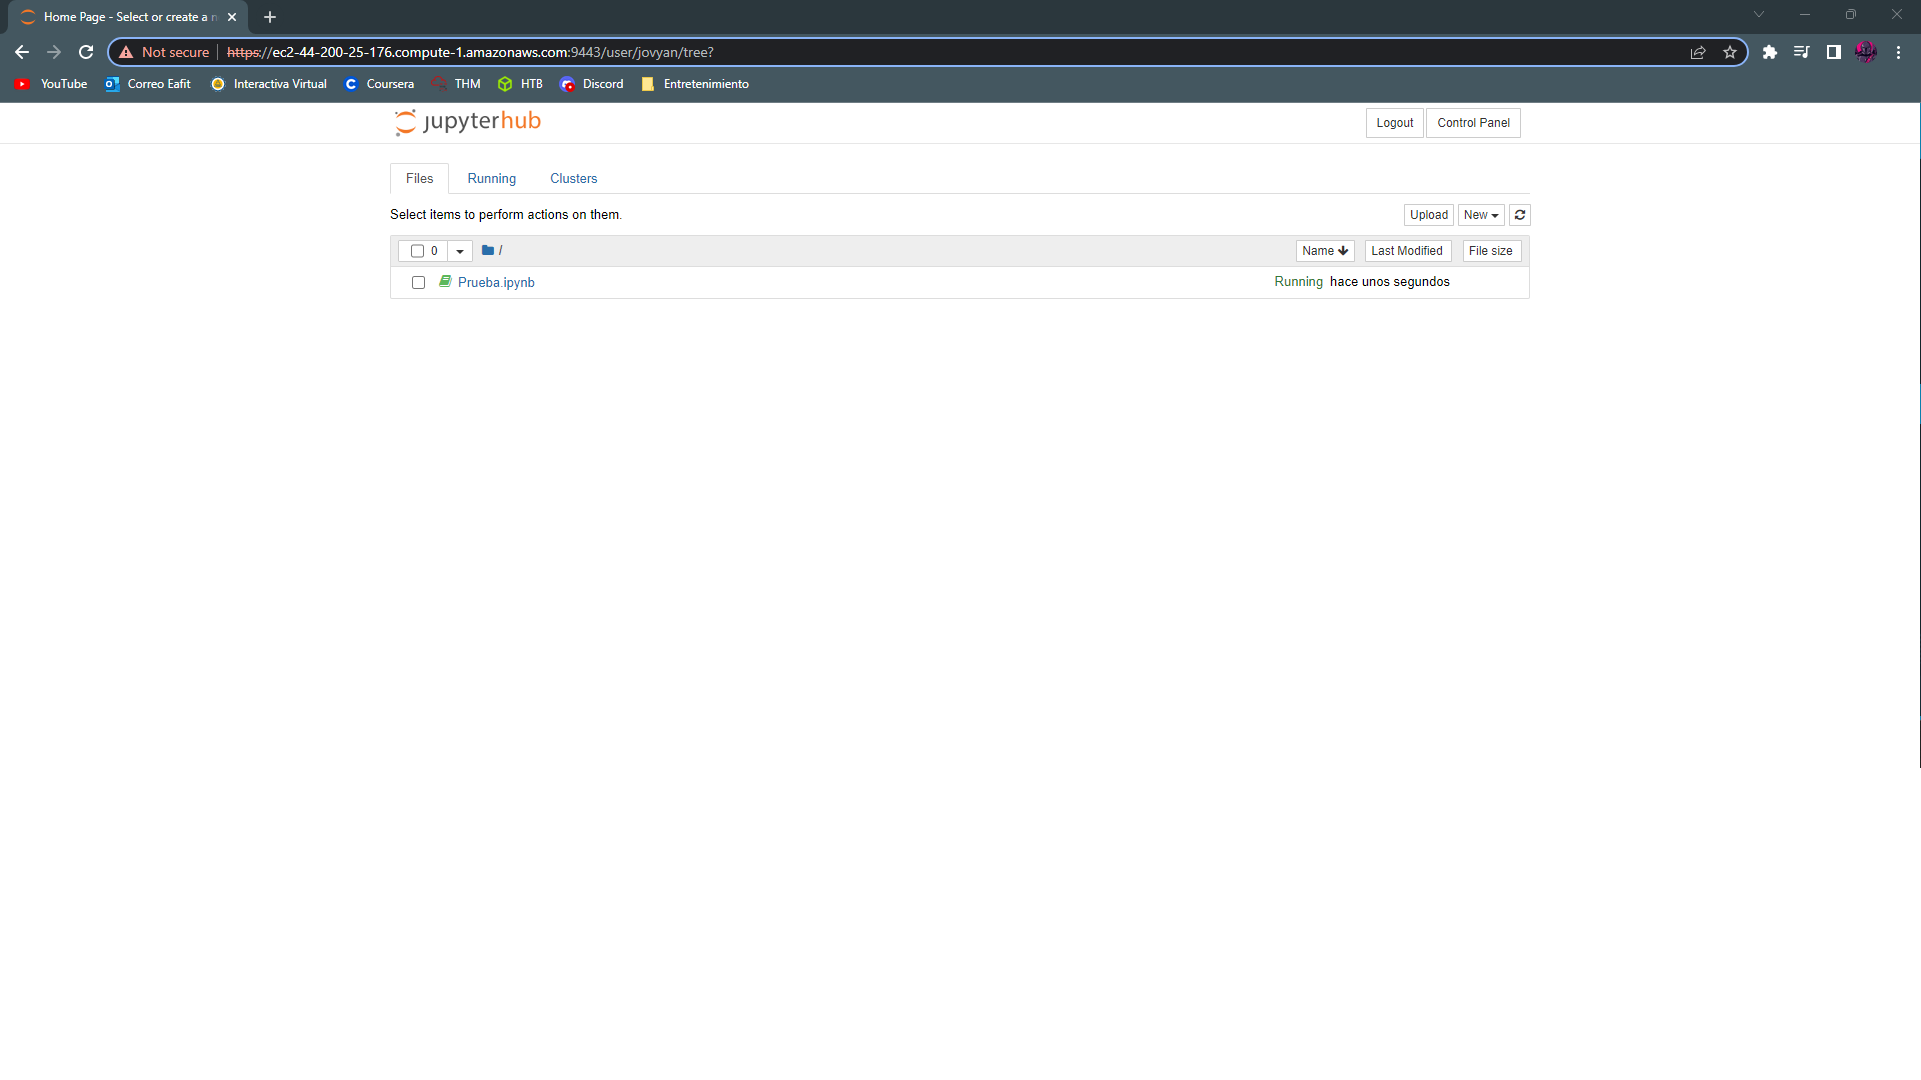 Home Page - Select or create a n
Not secure https://ec2-44-200-25-176.compute-1.amazonaws.com:9443/user/jovyan/tree?
YouTube Correo Eafit Interactiva Virtual Coursera THM HTB Discord Entretenimiento
jupyterhub Logout Control Panel
Files Running Clusters
Select items to perform actions on them. Upload New
0 / Name Last Modified File size
Prueba.ipynb Running hace unos segundos